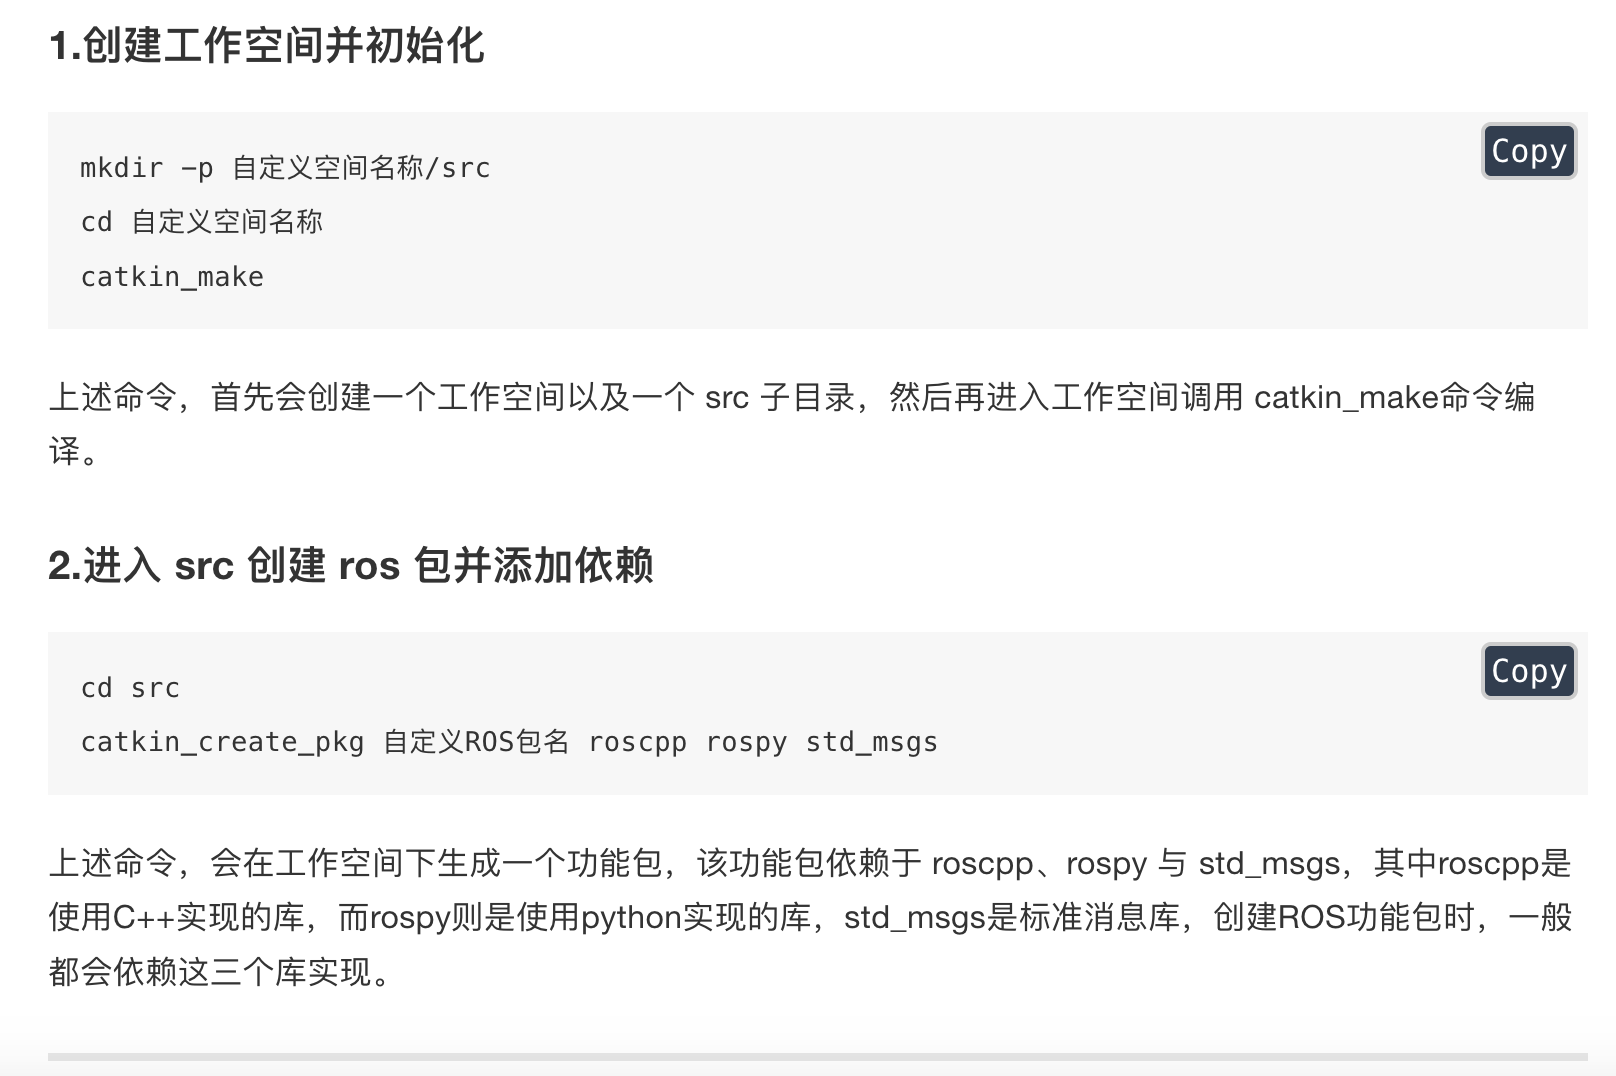 1.创建工作空间并初始化
Copy
mkdir -p 自定义空间名称/src
cd 自定义空间名称
catkin_make
上述命令，首先会创建一个工作空间以及一个 src 子目录，然后再进入工作空间调用 catkin_make命令编
译。
2.进入 src 创建 ros 包并添加依赖
Copy
cd src
catkin_create_pkg 自定义ROS包名 roscpp rospy std_msgs
上述命令，会在工作空间下生成一个功能包，该功能包依赖于 roscpp、rospy 与 std_msgs，其中roscpp是
使用C++实现的库，而rospy则是使用python实现的库，std_msgs是标准消息库，创建ROS功能包时，一般
都会依赖这三个库实现。